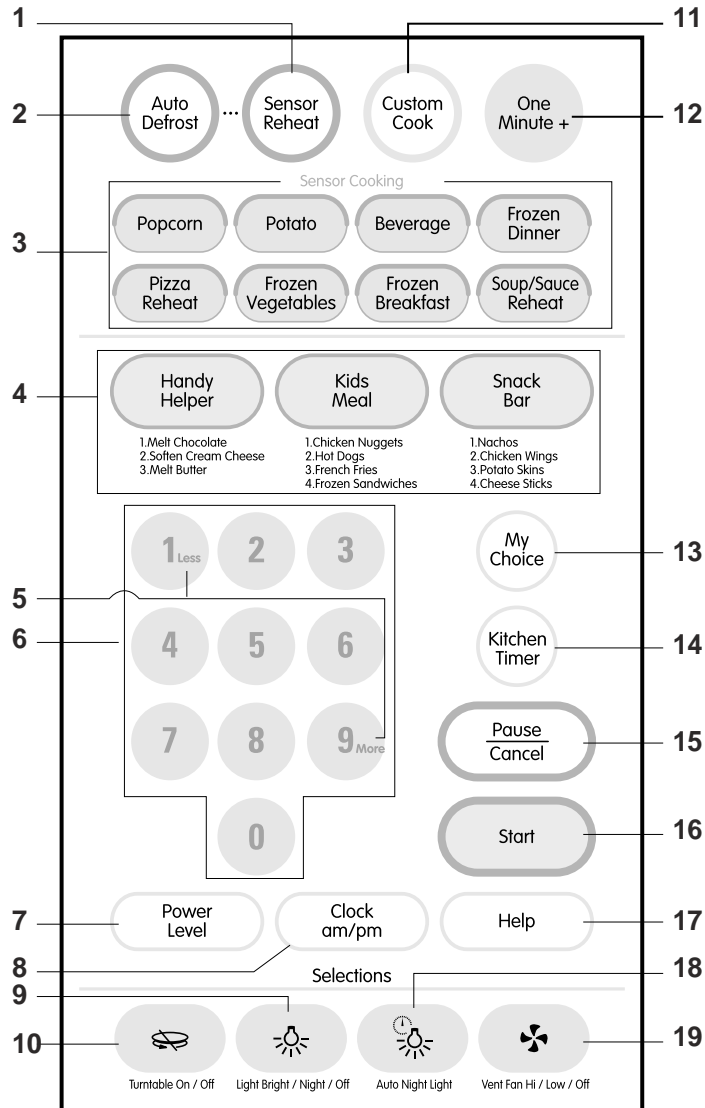 1
11
Auto Defrost
Sensor Reheat
Custom Cook
One Minute +
2
12
Sensor Cooking
Popcorn
Potato
Beverage
Frozen Dinner
3
Pizza Reheat
Frozen Vegetables
Frozen Breakfast
Soup/Sauce Reheat
4
Handy Helper
Kids Meal
Snack Bar
1.Melt Chocolate
2.Soften Cream Cheese
3.Melt Butter
1.Chicken Nuggets
2.Hot Dogs
3.French Fries
4.Frozen Sandwiches
1.Nachos
2.Chicken Wings
3.Potato Skins
4.Cheese Sticks
1 Less
2
3
My Choice
13
5
6
4
5
6
Kitchen Timer
14
7
8
9 More
Pause
Cancel
15
0
Start
16
7
Power Level
Clock am/pm
Help
17
8
Selections
18
9
10
19
Turntable On / Off
Light Bright / Night / Off
Auto Night Light
Vent Fan Hi / Low / Off